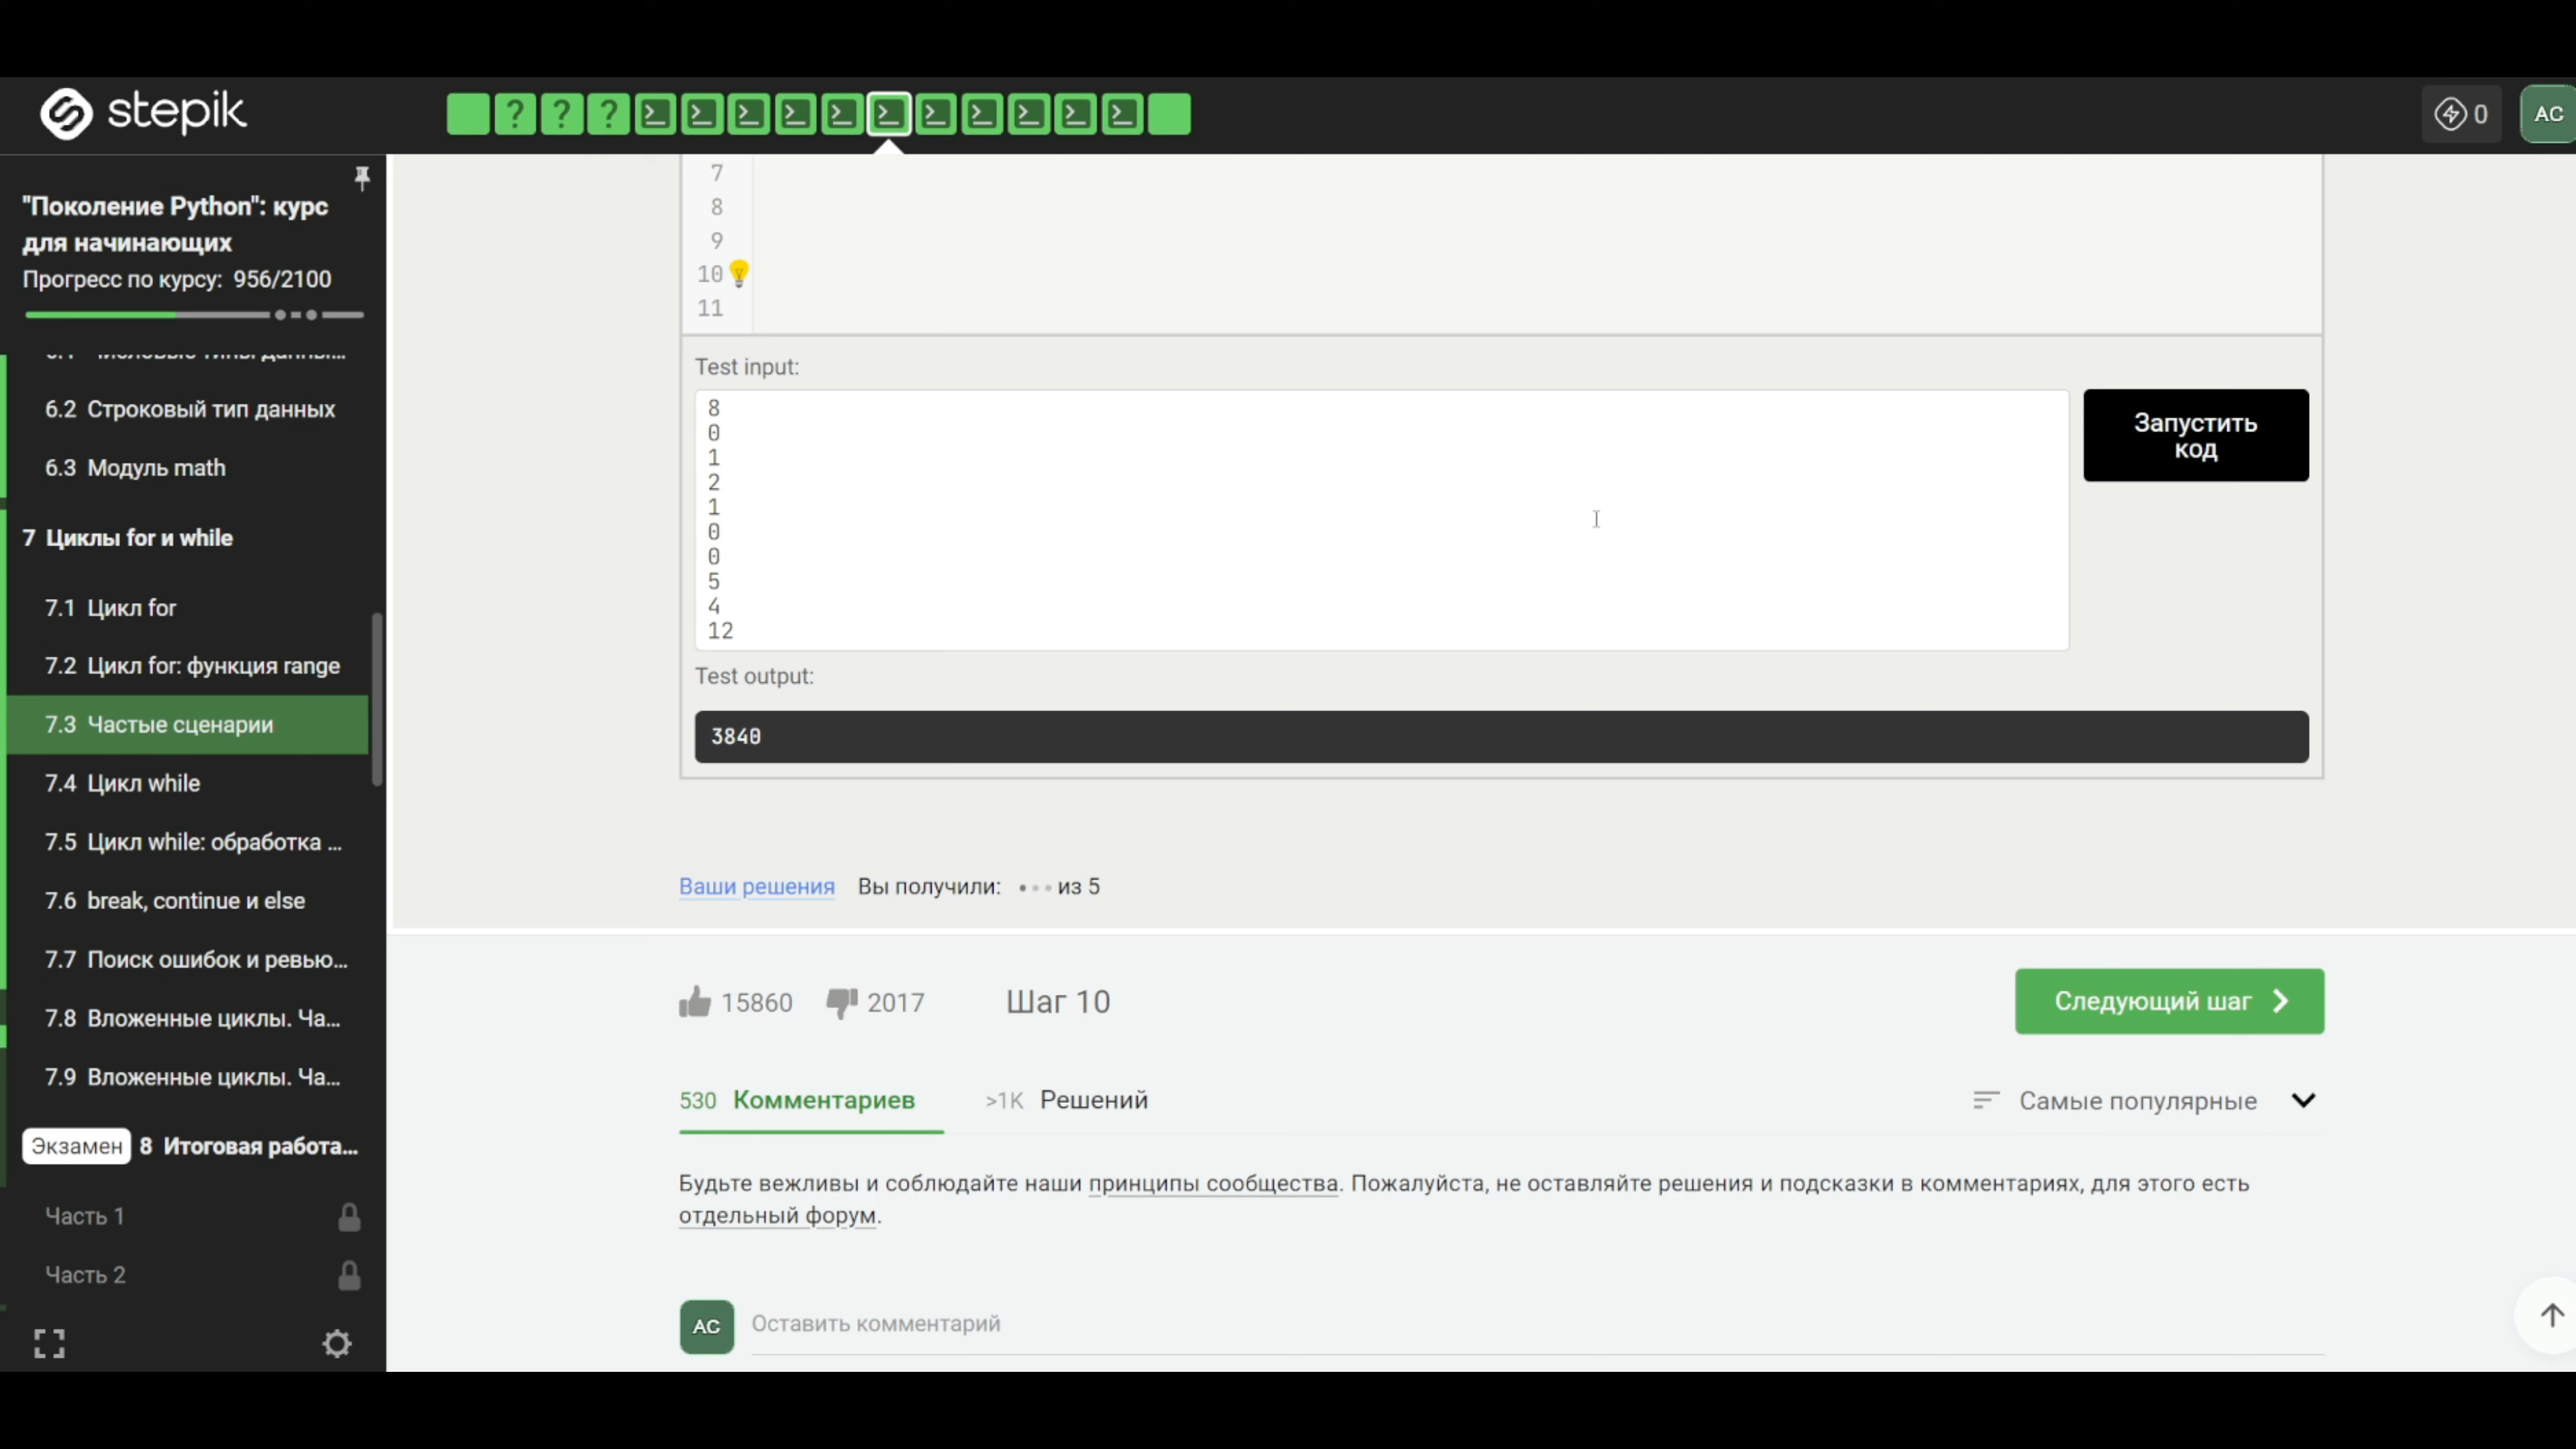 stepik
0
AC
"Поколение Python": курс
для начинающих
Прогресс по курсу: 956/2100
6.2 Строковый тип данных
6.3 Модуль math
7 Циклы for и while
7.1 Цикл for
7.2 Цикл for: функция range
7.3 Частые сценарии
7.4 Цикл while
7.5 Цикл while: обработка ...
7.6 break, continue и else
7.7 Поиск ошибок и ревью...
7.8 Вложенные циклы. Ча...
7.9 Вложенные циклы. Ча...
Экзамен 8 Итоговая работа...
Часть 1
Часть 2
7
8
9
10
11
Test input:
8
0
1
2
1
0
0
5
4
12
Запустить
код
Test output:
3840
Ваши решения Вы получили: из 5
15860 2017 Шаг 10
Следующий шаг
530 Комментариев >1K Решений
Самые популярные
Будьте вежливы и соблюдайте наши принципы сообщества. Пожалуйста, не оставляйте решения и подсказки в комментариях, для этого есть
отдельный форум.
AC Оставить комментарий